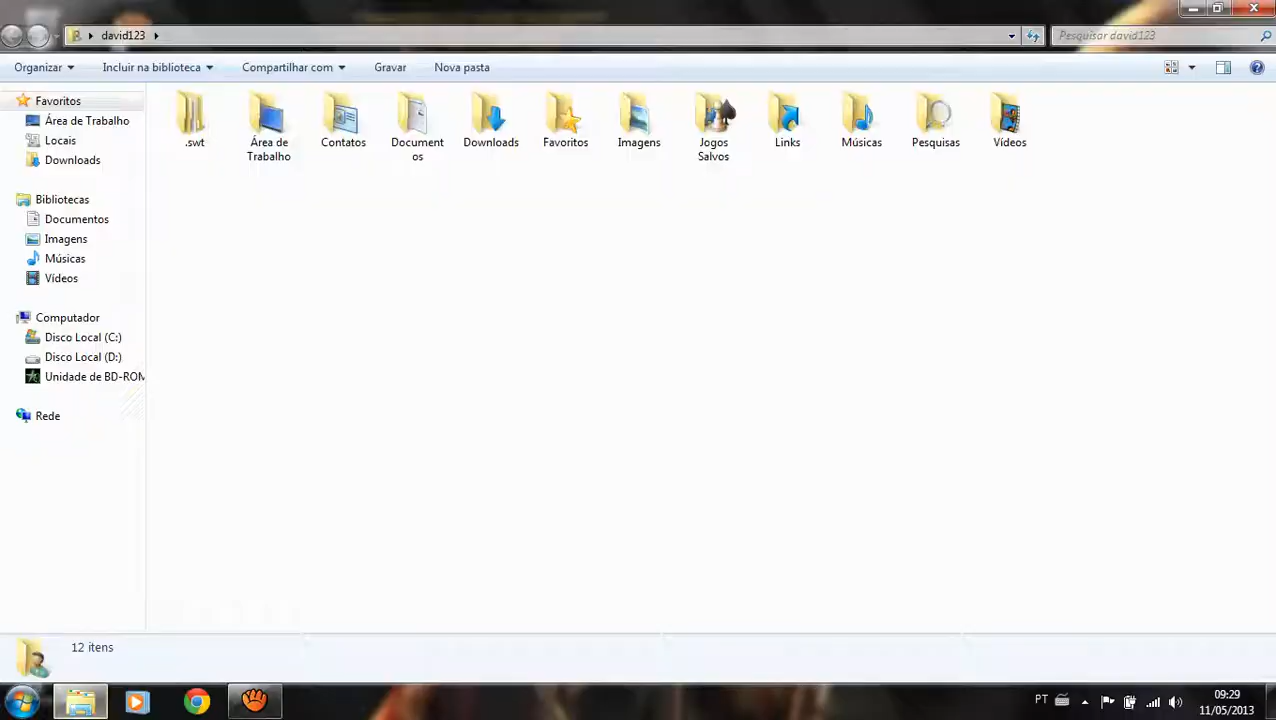 david123
Pesquisar david123
Organizar
Incluir na biblioteca
Compartilhar com
Gravar
Nova pasta
Favoritos
Área de Trabalho
Locais
Downloads
Bibliotecas
Documentos
Imagens
Músicas
Vídeos
Computador
Disco Local (C:)
Disco Local (D:)
Unidade de BD-ROM
Rede
.swt
Área de
Trabalho
Contatos
Document
os
Downloads
Favoritos
Imagens
Jogos
Salvos
Links
Músicas
Pesquisas
Vídeos
12 itens
PT
09:29
11/05/2013